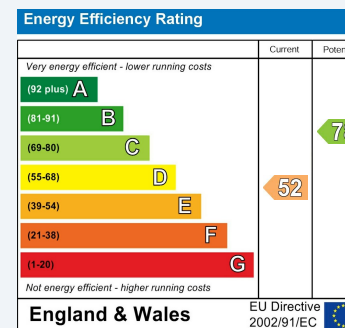 Energy Efficiency Rating
Current
Very energy efficient - lower running costs
(92 plus) A
(81-91) B
(69-80) C
(55-68) D
(39-54) E
(21-38) F
(1-20) G
52
Not energy efficient - higher running costs
England & Wales
EU Directive
2002/91/EC